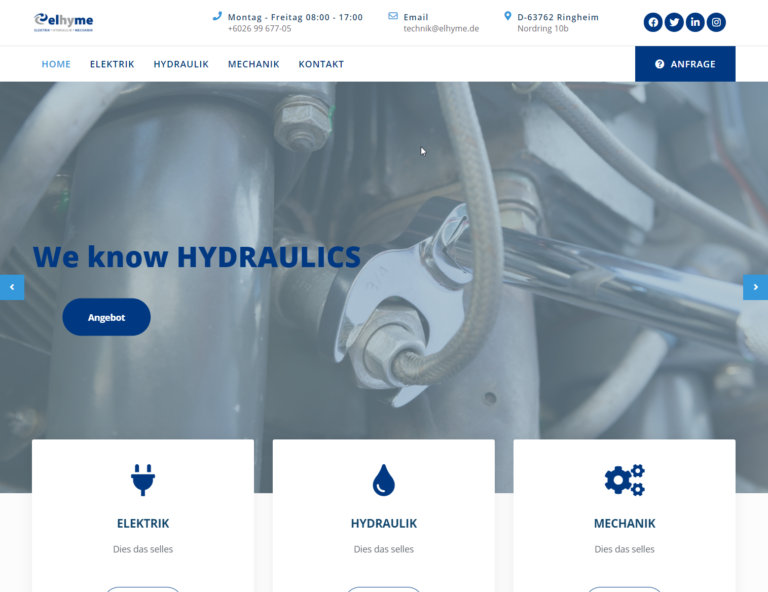 elhyme
ELEKTRIK • HYDRAULIK • MECHANIK
Montag - Freitag 08:00 - 17:00
+6026 99 677-05
Email
technik@elhyme.de
D-63762 Ringheim
Nordring 10b
HOME ELEKTRIK HYDRAULIK MECHANIK KONTAKT
ANFRAGE
We know HYDRAULICS
Angebot
ELEKTRIK
Dies das selles
HYDRAULIK
Dies das selles
MECHANIK
Dies das selles